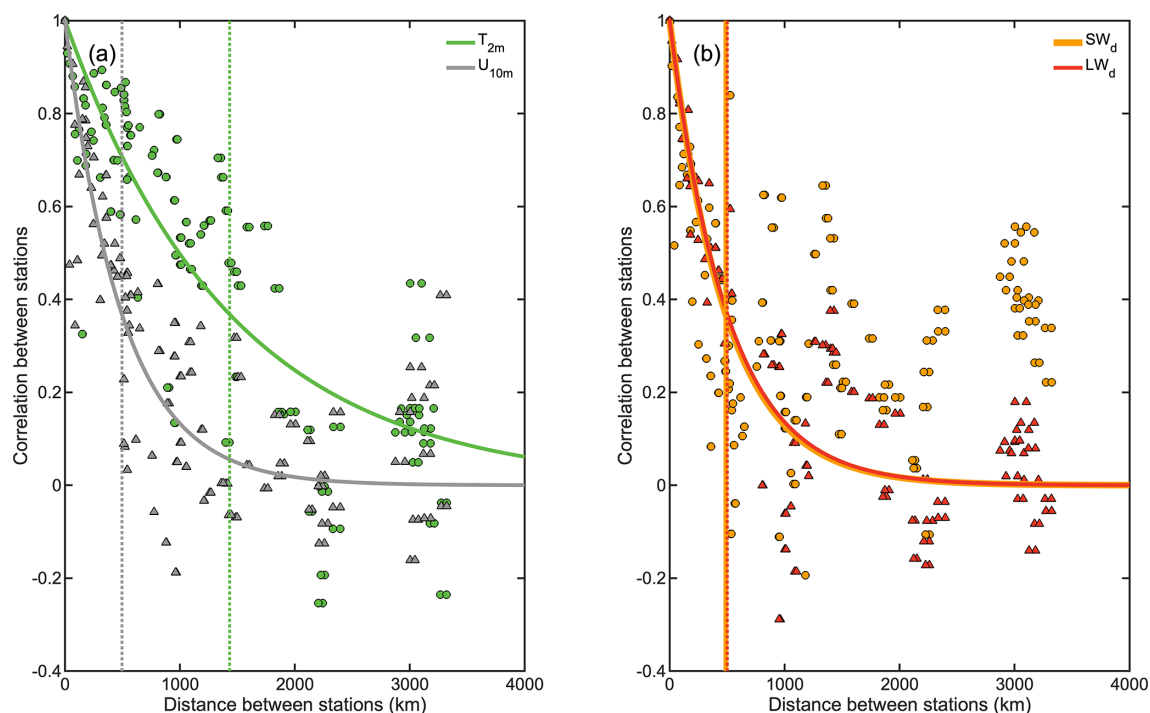 (a)
T2m
U10m
1
0.8
0.6
0.4
0.2
0
-0.2
-0.4
Correlation between stations
0 1000 2000 3000 4000
Distance between stations (km)
(b)
SWd
LWd
1
0.8
0.6
0.4
0.2
0
-0.2
-0.4
Correlation between stations
0 1000 2000 3000 4000
Distance between stations (km)